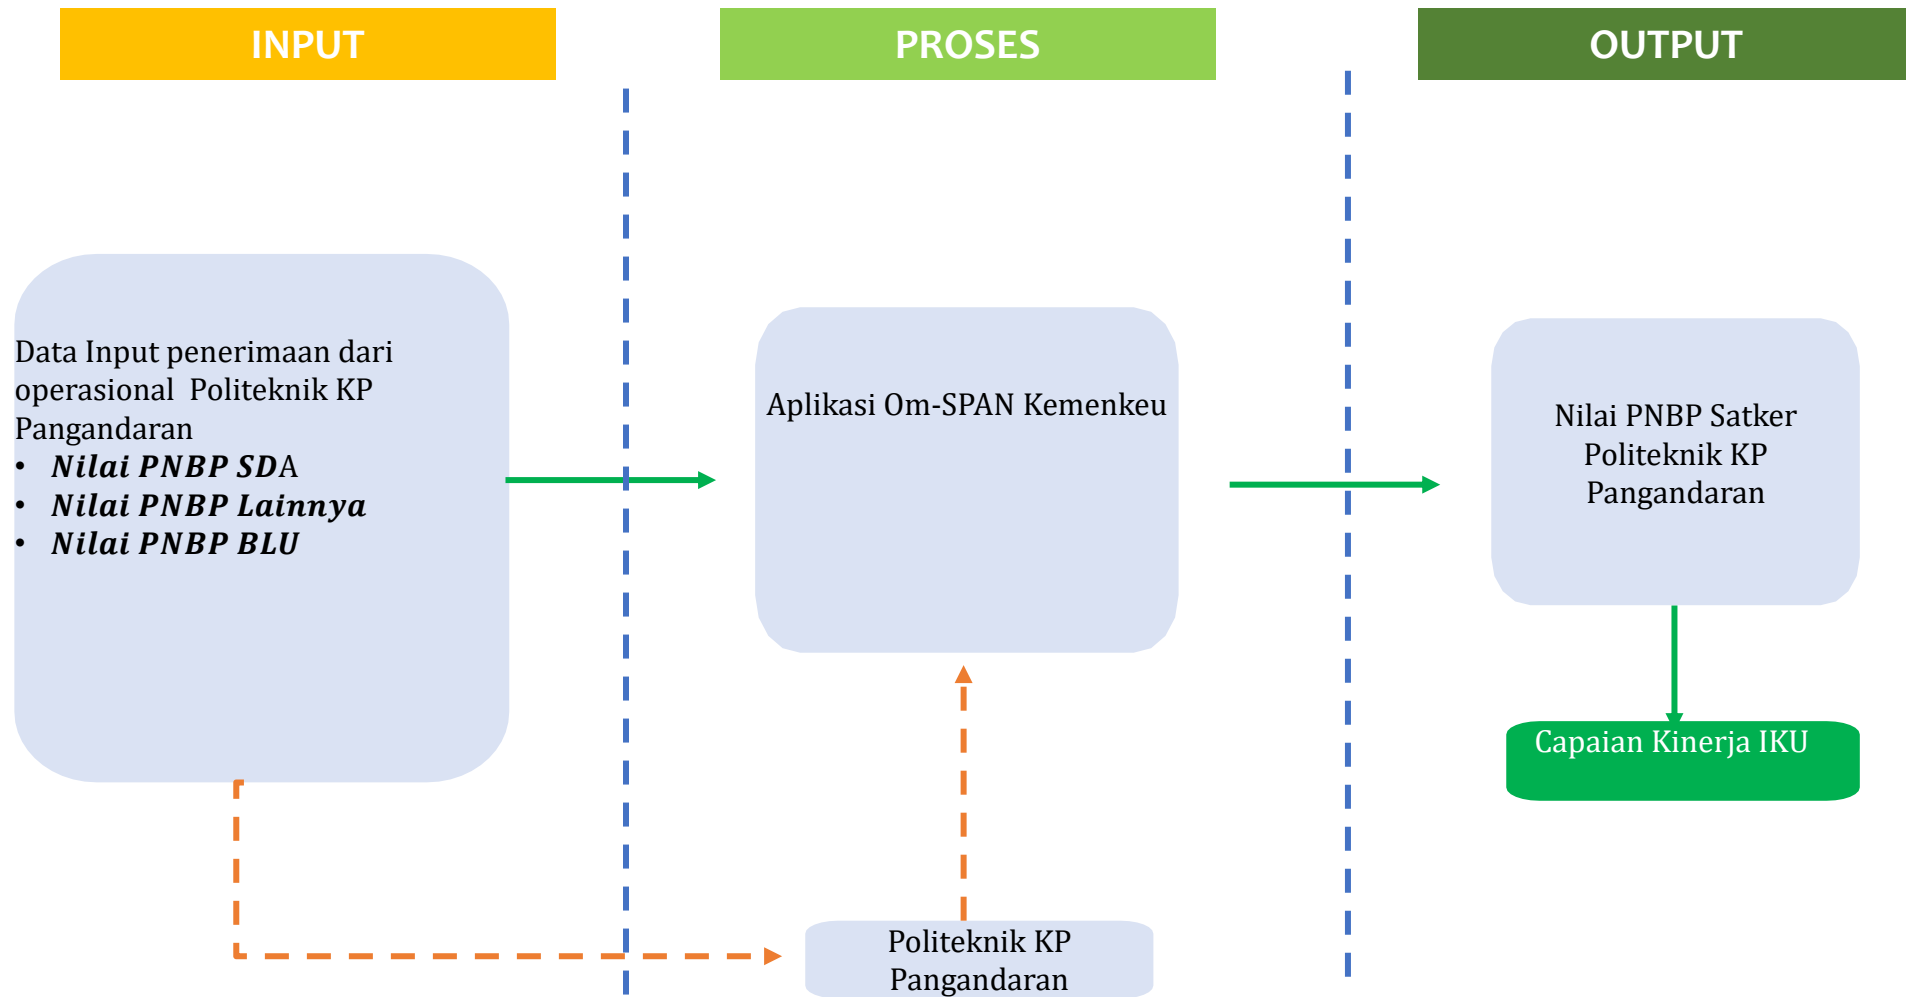 INPUT
PROSES
OUTPUT
Data Input penerimaan dari
operasional Politeknik KP
Pangandaran
• Nilai PNBP SDA
• Nilai PNBP Lainnya
• Nilai PNBP BLU
Aplikasi Om-SPAN Kemenkeu
Politeknik KP
Pangandaran
Nilai PNBP Satker
Politeknik KP
Pangandaran
Capaian Kinerja IKU